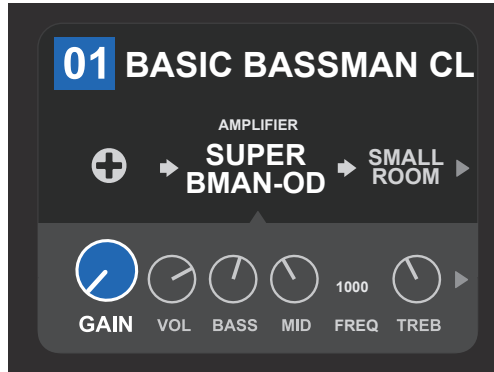 01 BASIC BASSMAN CL
AMPLIFIER
SUPER
BMAN-OD
SMALL
ROOM
1000
GAIN VOL BASS MID FREQ TREB